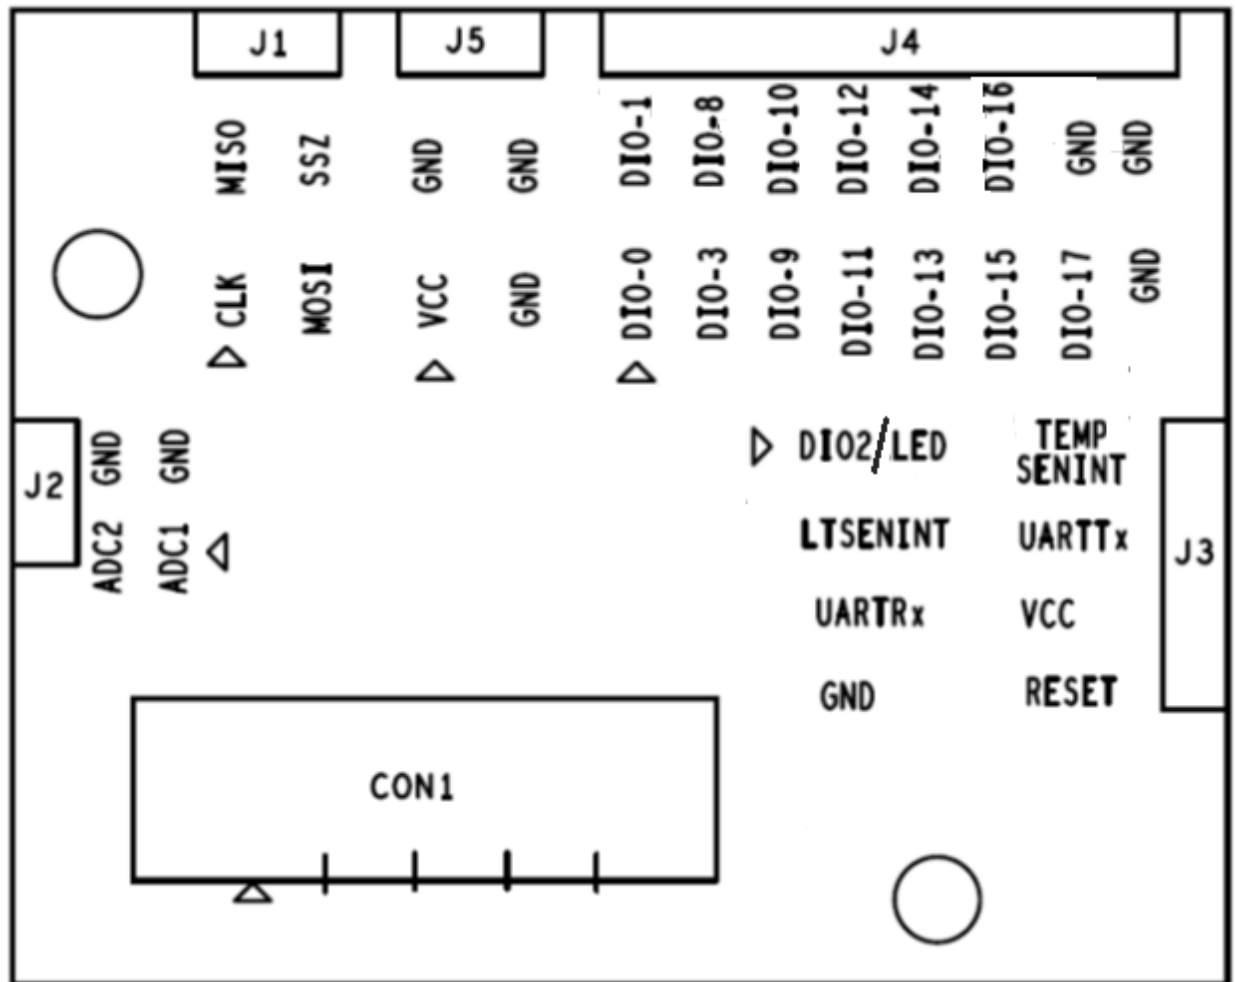 J1 J5 J4
MISO SSZ GND GND DIO-1 DIO-8 DIO-10 DIO-12 DIO-14 DIO-16 GND GND
CLK MOSI VCC GND DIO-0 DIO-3 DIO-9 DIO-11 DIO-13 DIO-15 DIO-17 GND
J2 GND GND
ADC2 ADC1
DIO2/LED TEMP
SENINT
LTSENINT UARTTx
J3
UARTRx VCC
GND RESET
CON1